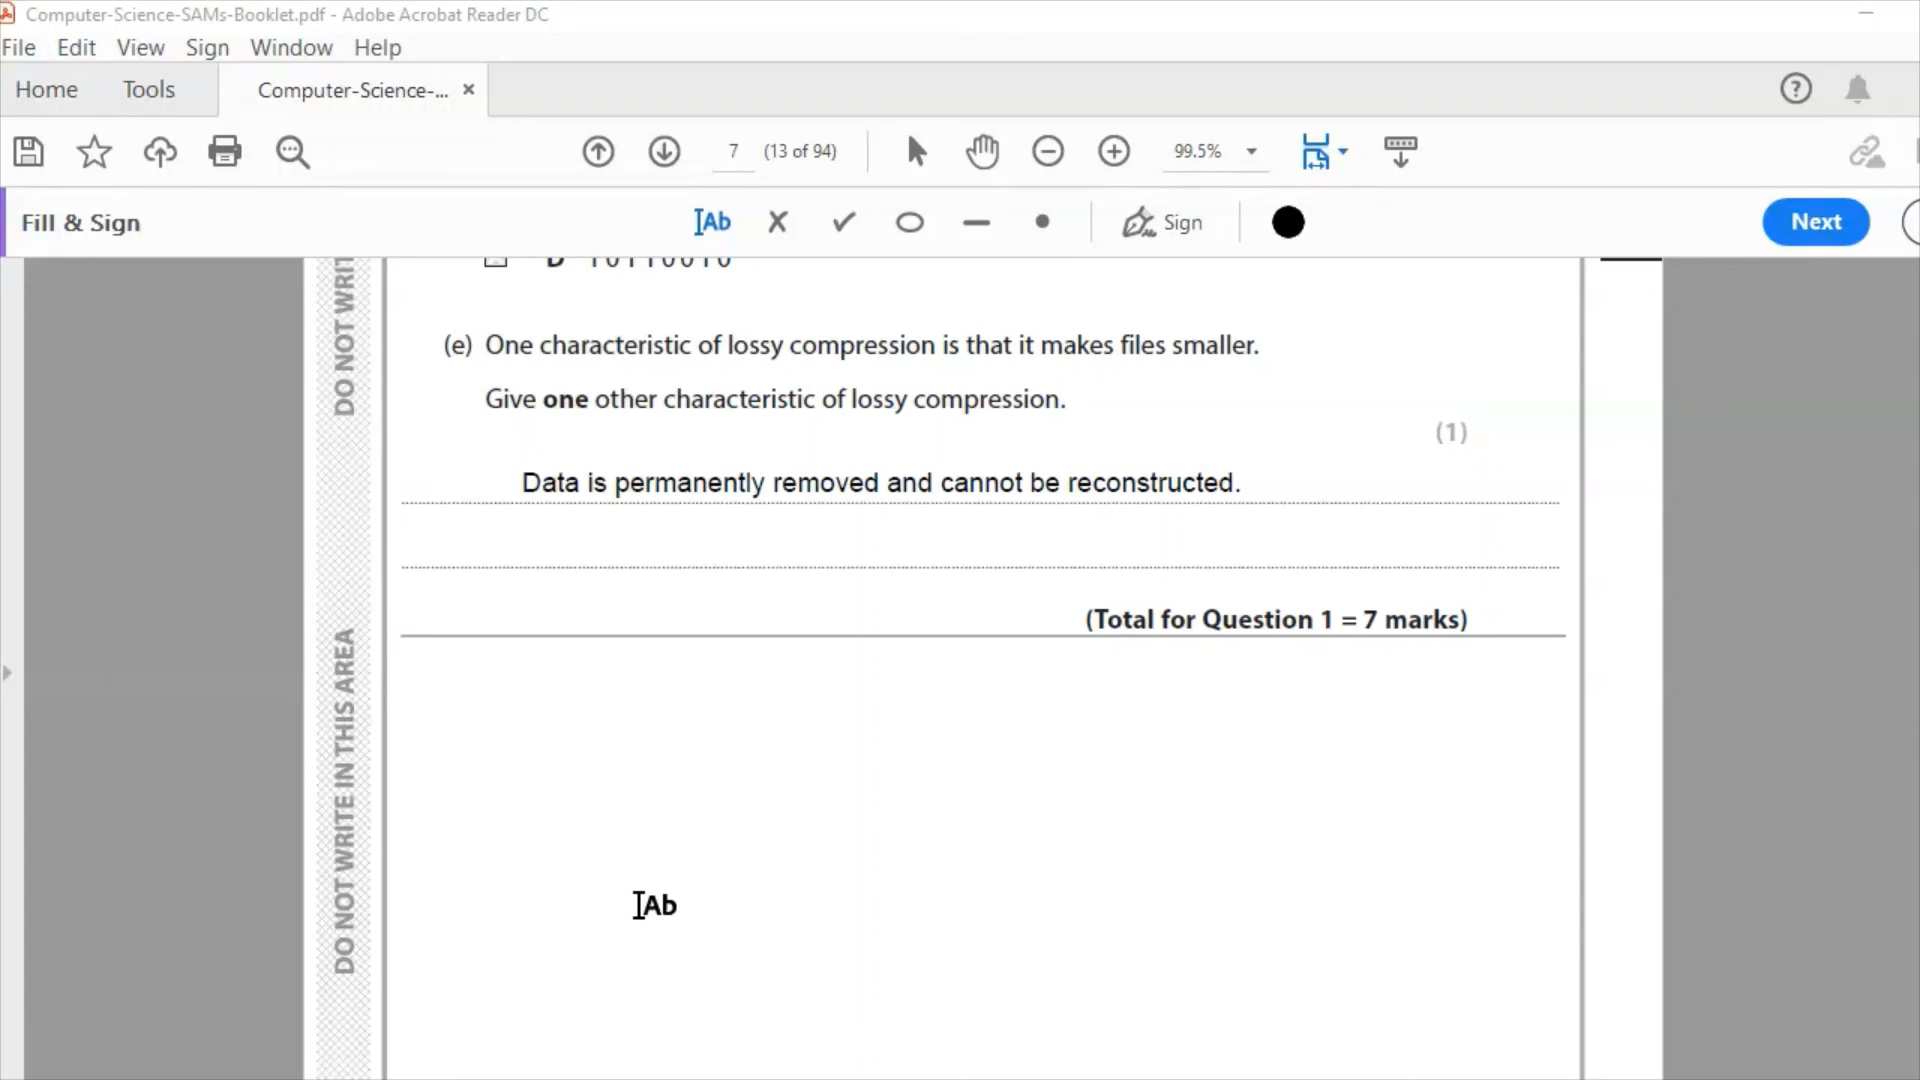 Computer-Science-SAMs-Booklet.pdf - Adobe Acrobat Reader DC
File Edit View Sign Window Help
Home Tools Computer-Science-... ×
7 (13 of 94) 99.5%
Fill & Sign Ab Sign Next
D 10110010
(e) One characteristic of lossy compression is that it makes files smaller.
Give one other characteristic of lossy compression.
(1)
Data is permanently removed and cannot be reconstructed.
(Total for Question 1 = 7 marks)
Ab
DO NOT WRIT
DO NOT WRITE IN THIS AREA